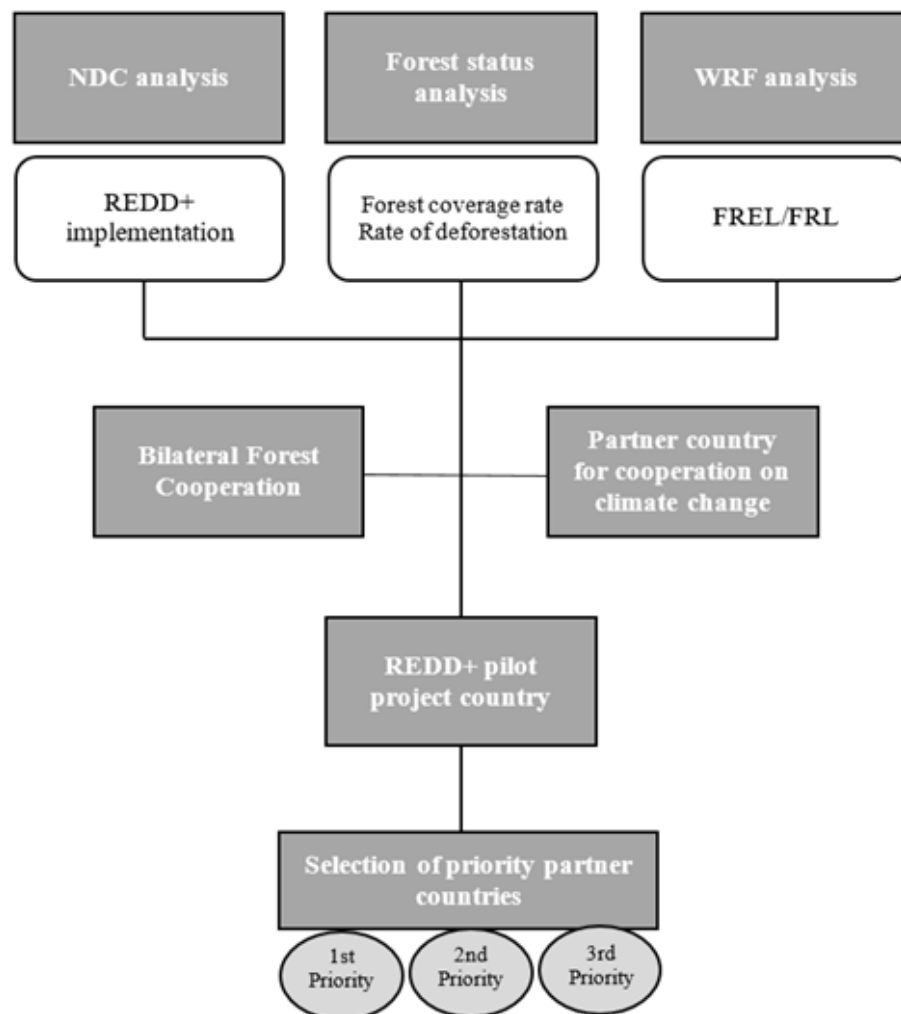 NDC analysis
Forest status
analysis
WRF analysis
REDD+
implementation
Forest coverage rate
Rate of deforestation
FREL/FRL
Bilateral Forest
Cooperation
Partner country
for cooperation on
climate change
REDD+ pilot
project country
Selection of priority partner
countries
1st
Priority
2nd
Priority
3rd
Priority